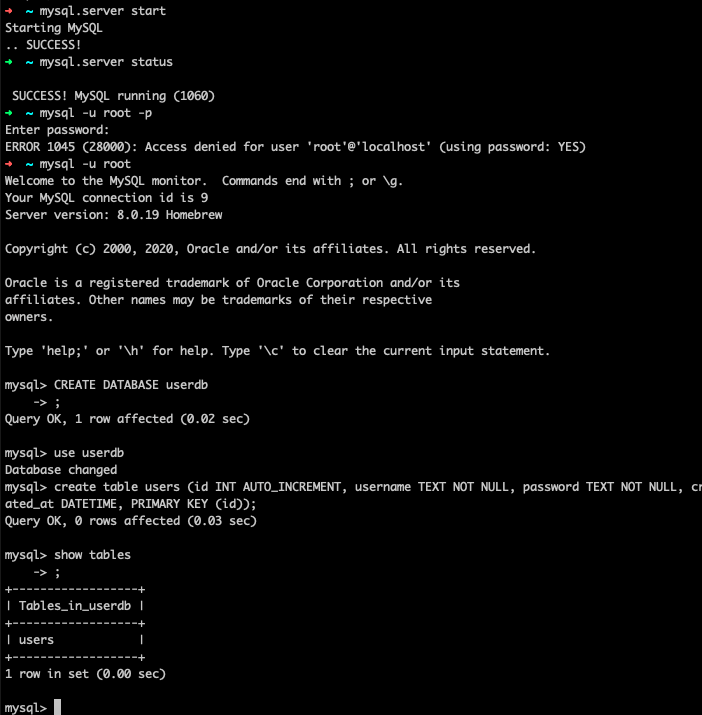 ➜  ~ mysql.server start
Starting MySQL
.. SUCCESS!
➜  ~ mysql.server status

 SUCCESS! MySQL running (1060)
➜  ~ mysql -u root -p
Enter password:
ERROR 1045 (28000): Access denied for user 'root'@'localhost' (using password: YES)
➜  ~ mysql -u root
Welcome to the MySQL monitor.  Commands end with ; or \g.
Your MySQL connection id is 9
Server version: 8.0.19 Homebrew

Copyright (c) 2000, 2020, Oracle and/or its affiliates. All rights reserved.

Oracle is a registered trademark of Oracle Corporation and/or its
affiliates. Other names may be trademarks of their respective
owners.

Type 'help;' or '\h' for help. Type '\c' to clear the current input statement.

mysql> CREATE DATABASE userdb
    -> ;
Query OK, 1 row affected (0.02 sec)

mysql> use userdb
Database changed
mysql> create table users (id INT AUTO_INCREMENT, username TEXT NOT NULL, password TEXT NOT NULL, cre
ated_at DATETIME, PRIMARY KEY (id));
Query OK, 0 rows affected (0.03 sec)

mysql> show tables
    -> ;
+------------------+
| Tables_in_userdb |
+------------------+
| users            |
+------------------+
1 row in set (0.00 sec)

mysql>